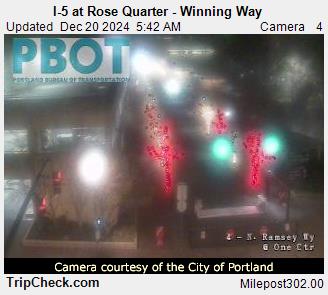 I-5 at Rose Quarter - Winning Way
Updated Dec 20 2024 5:42 AM Camera 4
PBOT
PORTLAND BUREAU OF TRANSPORTATION
4 - N. Ramsey Wy
@ One Ctr
Camera courtesy of the City of Portland
TripCheck.com Milepost302.00